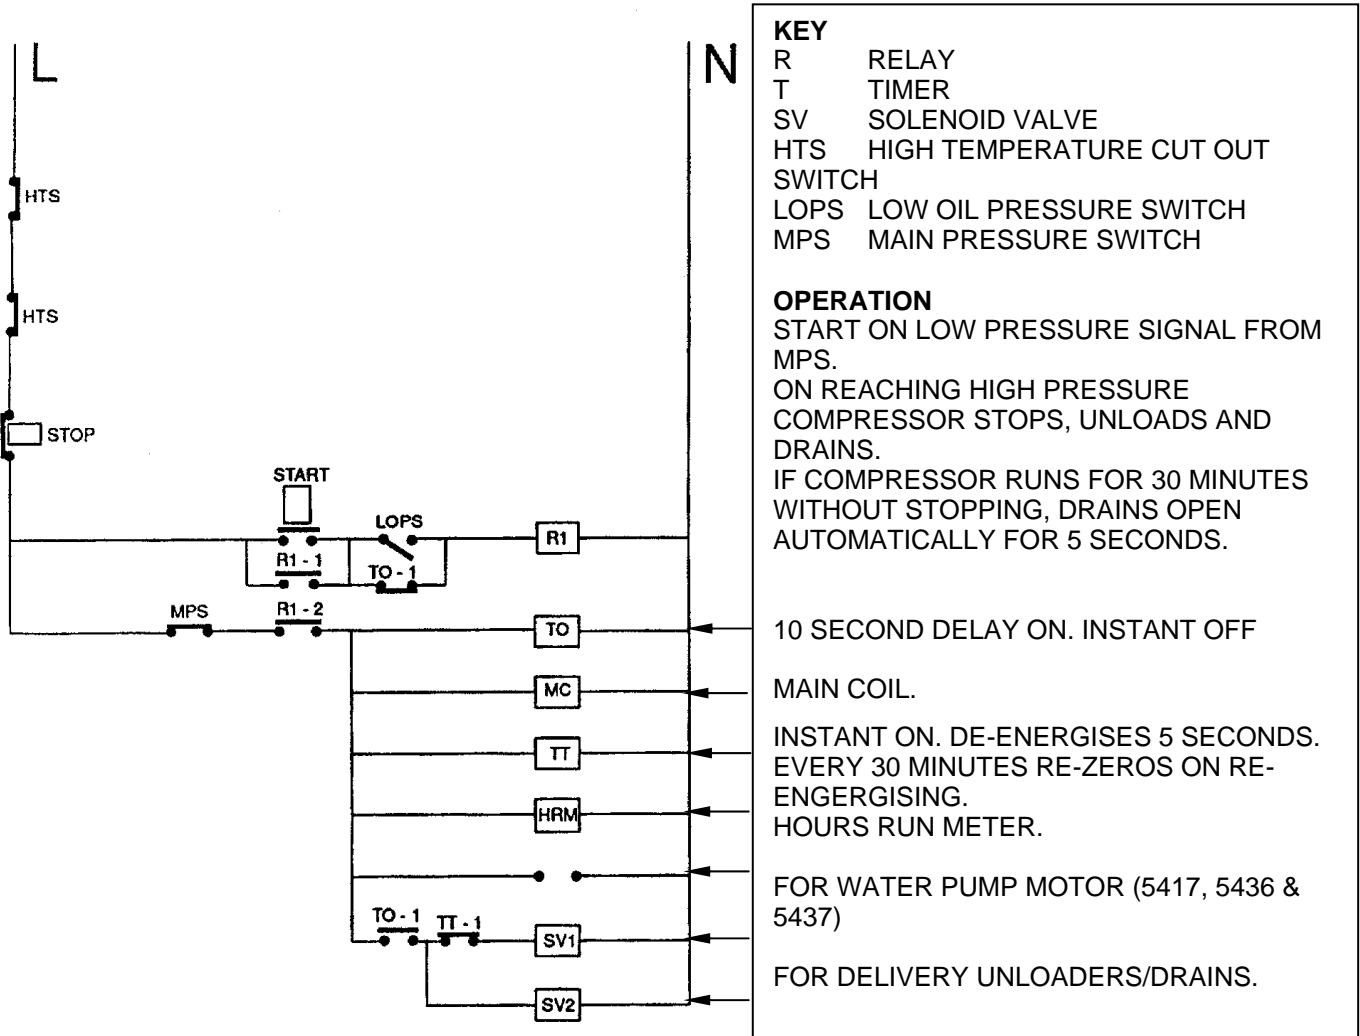 L
N
HTS
HTS
STOP
START
LOPS
R1
R1 - 1
TO - 1
MPS
R1 - 2
TO
MC
TT
HRM
TO - 1
TT - 1
SV1
SV2
KEY
R RELAY
T TIMER
SV SOLENOID VALVE
HTS HIGH TEMPERATURE CUT OUT
SWITCH
LOPS LOW OIL PRESSURE SWITCH
MPS MAIN PRESSURE SWITCH
OPERATION
START ON LOW PRESSURE SIGNAL FROM
MPS.
ON REACHING HIGH PRESSURE
COMPRESSOR STOPS, UNLOADS AND
DRAINS.
IF COMPRESSOR RUNS FOR 30 MINUTES
WITHOUT STOPPING, DRAINS OPEN
AUTOMATICALLY FOR 5 SECONDS.
10 SECOND DELAY ON. INSTANT OFF
MAIN COIL.
INSTANT ON. DE-ENERGISES 5 SECONDS.
EVERY 30 MINUTES RE-ZEROS ON RE-
ENGERGISING.
HOURS RUN METER.
FOR WATER PUMP MOTOR (5417, 5436 &
5437)
FOR DELIVERY UNLOADERS/DRAINS.